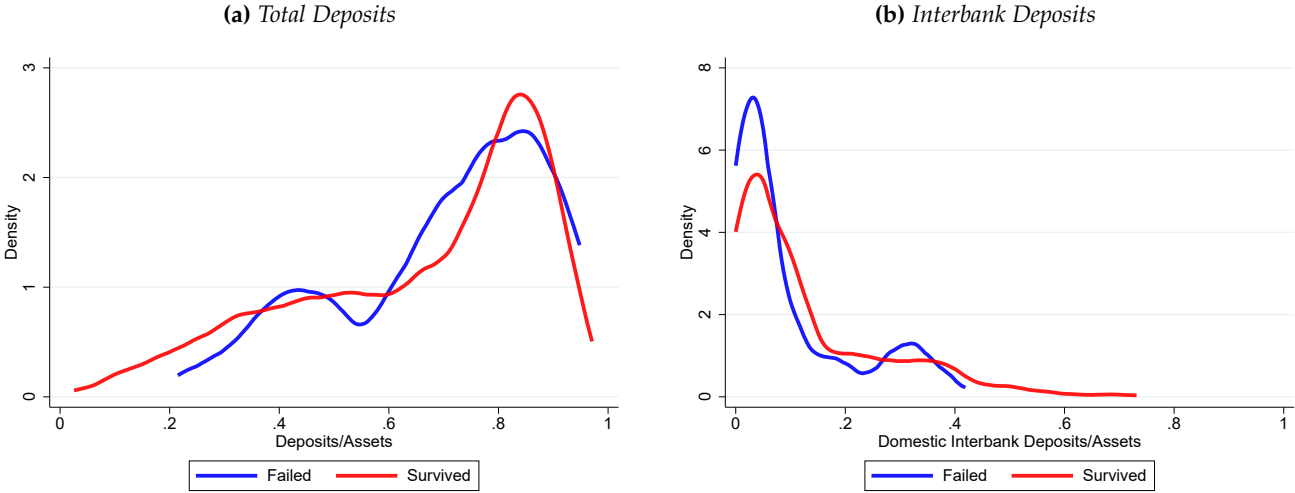 (a) Total Deposits
3
2
1
0
Density
0 .2 .4 .6 .8 1
Deposits/Assets
Failed Survived
(b) Interbank Deposits
8
6
4
2
0
Density
0 .2 .4 .6 .8 1
Domestic Interbank Deposits/Assets
Failed Survived